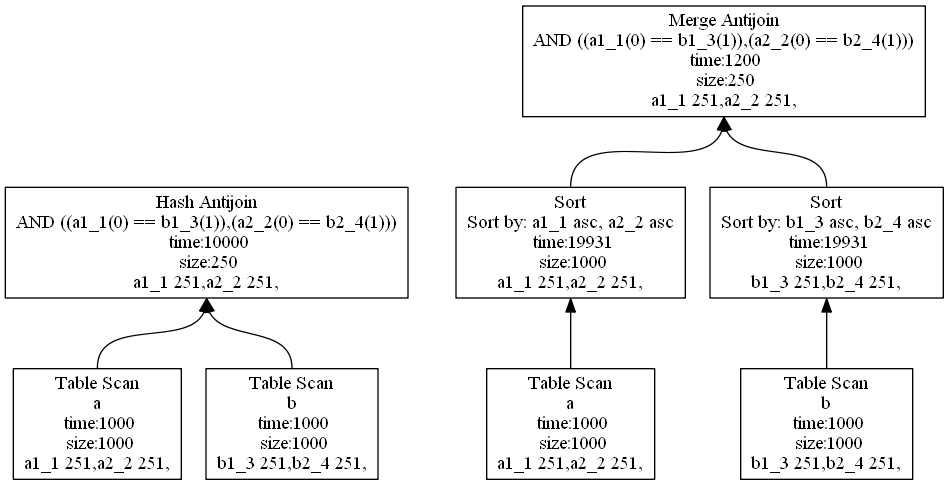 Merge Antijoin
AND ((a1_1(0) == b1_3(1)),(a2_2(0) == b2_4(1)))
time:1200
size:250
a1_1 251,a2_2 251,
Hash Antijoin
AND ((a1_1(0) == b1_3(1)),(a2_2(0) == b2_4(1)))
time:10000
size:250
a1_1 251,a2_2 251,
Sort
Sort by: a1_1 asc, a2_2 asc
time:19931
size:1000
a1_1 251,a2_2 251,
Sort
Sort by: b1_3 asc, b2_4 asc
time:19931
size:1000
b1_3 251,b2_4 251,
Table Scan
a
time:1000
size:1000
a1_1 251,a2_2 251,
Table Scan
b
time:1000
size:1000
b1_3 251,b2_4 251,
Table Scan
a
time:1000
size:1000
a1_1 251,a2_2 251,
Table Scan
b
time:1000
size:1000
b1_3 251,b2_4 251,